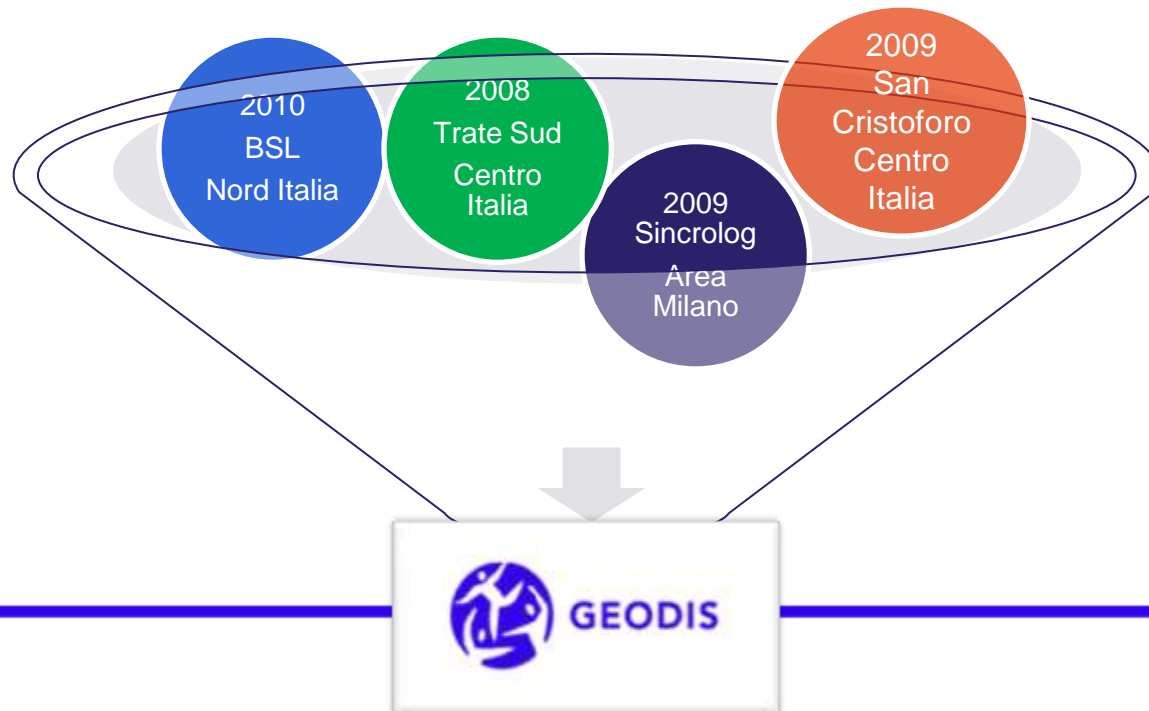 2010
BSL
Nord Italia
2008
Trate Sud
Centro
Italia
2009
Sincrolog
Area
Milano
2009
San
Cristoforo
Centro
Italia
GEODIS